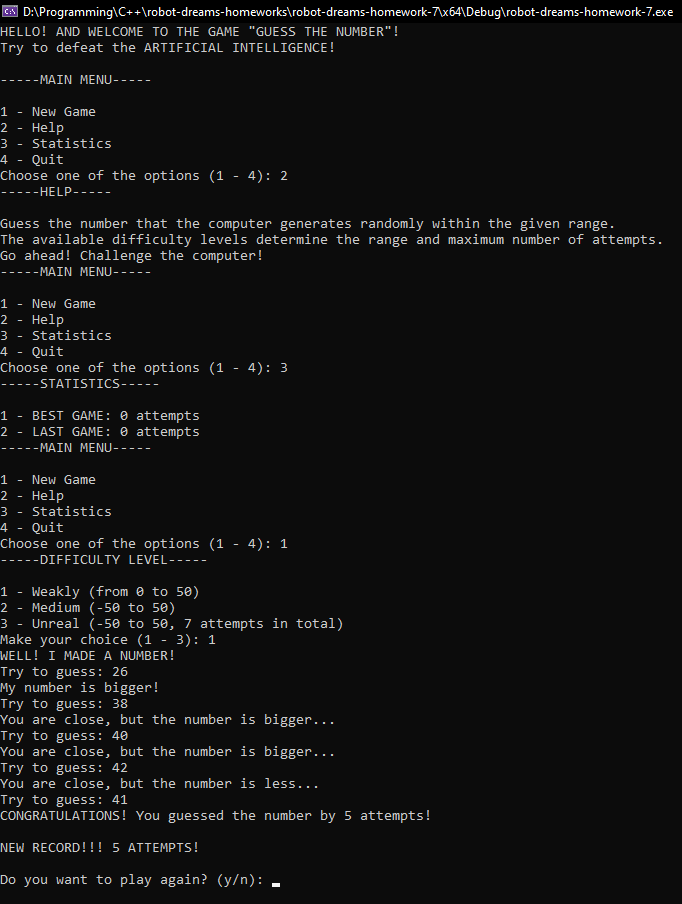 D:\Programming\C++\robot-dreams-homeworks\robot-dreams-homework-7\x64\Debug\robot-dreams-homework-7.exe
HELLO! AND WELCOME TO THE GAME "GUESS THE NUMBER"!
Try to defeat the ARTIFICIAL INTELLIGENCE!
-----MAIN MENU-----
1 - New Game
2 - Help
3 - Statistics
4 - Quit
Choose one of the options (1 - 4): 2
-----HELP-----
Guess the number that the computer generates randomly within the given range.
The available difficulty levels determine the range and maximum number of attempts.
Go ahead! Challenge the computer!
-----MAIN MENU-----
1 - New Game
2 - Help
3 - Statistics
4 - Quit
Choose one of the options (1 - 4): 3
-----STATISTICS-----
1 - BEST GAME: 0 attempts
2 - LAST GAME: 0 attempts
-----MAIN MENU-----
1 - New Game
2 - Help
3 - Statistics
4 - Quit
Choose one of the options (1 - 4): 1
-----DIFFICULTY LEVEL-----
1 - Weakly (from 0 to 50)
2 - Medium (-50 to 50)
3 - Unreal (-50 to 50, 7 attempts in total)
Make your choice (1 - 3): 1
WELL! I MADE A NUMBER!
Try to guess: 26
My number is bigger!
Try to guess: 38
You are close, but the number is bigger...
Try to guess: 40
You are close, but the number is bigger...
Try to guess: 42
You are close, but the number is less...
Try to guess: 41
CONGRATULATIONS! You guessed the number by 5 attempts!
NEW RECORD!!! 5 ATTEMPTS!
Do you want to play again? (y/n):